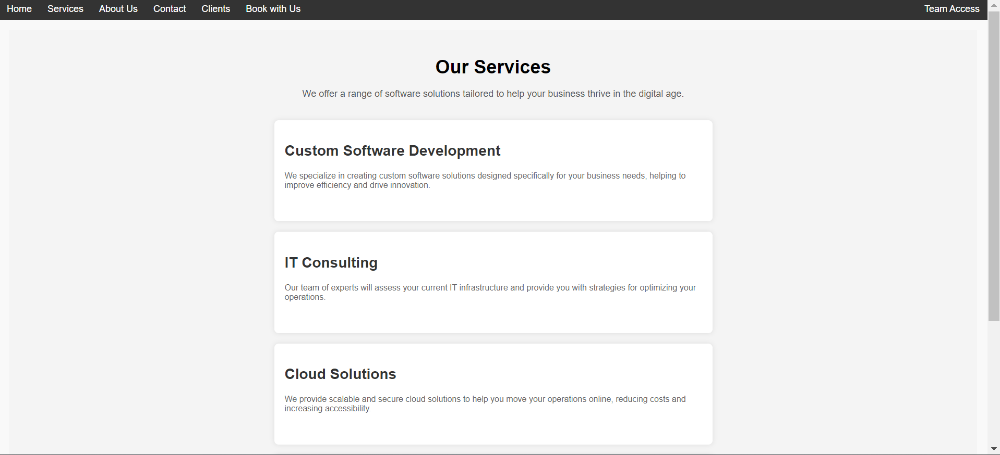 Home Services About Us Contact Clients Book with Us Team Access
Our Services
We offer a range of software solutions tailored to help your business thrive in the digital age.
Custom Software Development
We specialize in creating custom software solutions designed specifically for your business needs, helping to
improve efficiency and drive innovation.
IT Consulting
Our team of experts will assess your current IT infrastructure and provide you with strategies for optimizing your
operations.
Cloud Solutions
We provide scalable and secure cloud solutions to help you move your operations online, reducing costs and
increasing accessibility.